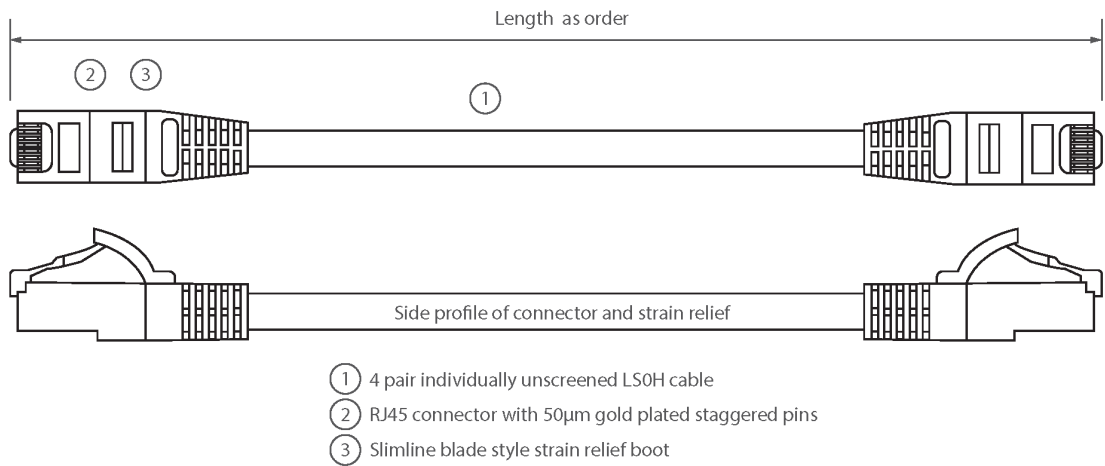 Length as order
2 3
1
Side profile of connector and strain relief
1 4 pair individually unscreened LS0H cable
2 RJ45 connector with 50µm gold plated staggered pins
3 Slimline blade style strain relief boot